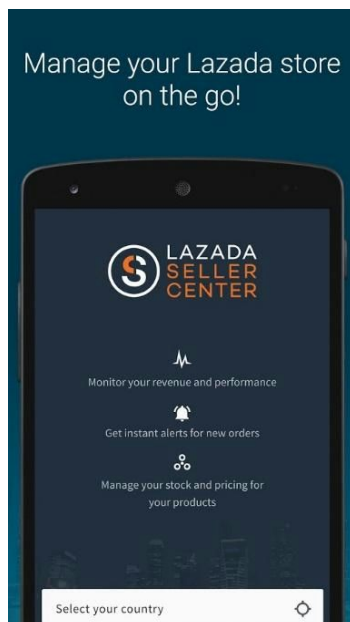 Manage your Lazada store
on the go!
LAZADA
SELLER
CENTER
Monitor your revenue and performance
Get instant alerts for new orders
Manage your stock and pricing for
your products
Select your country